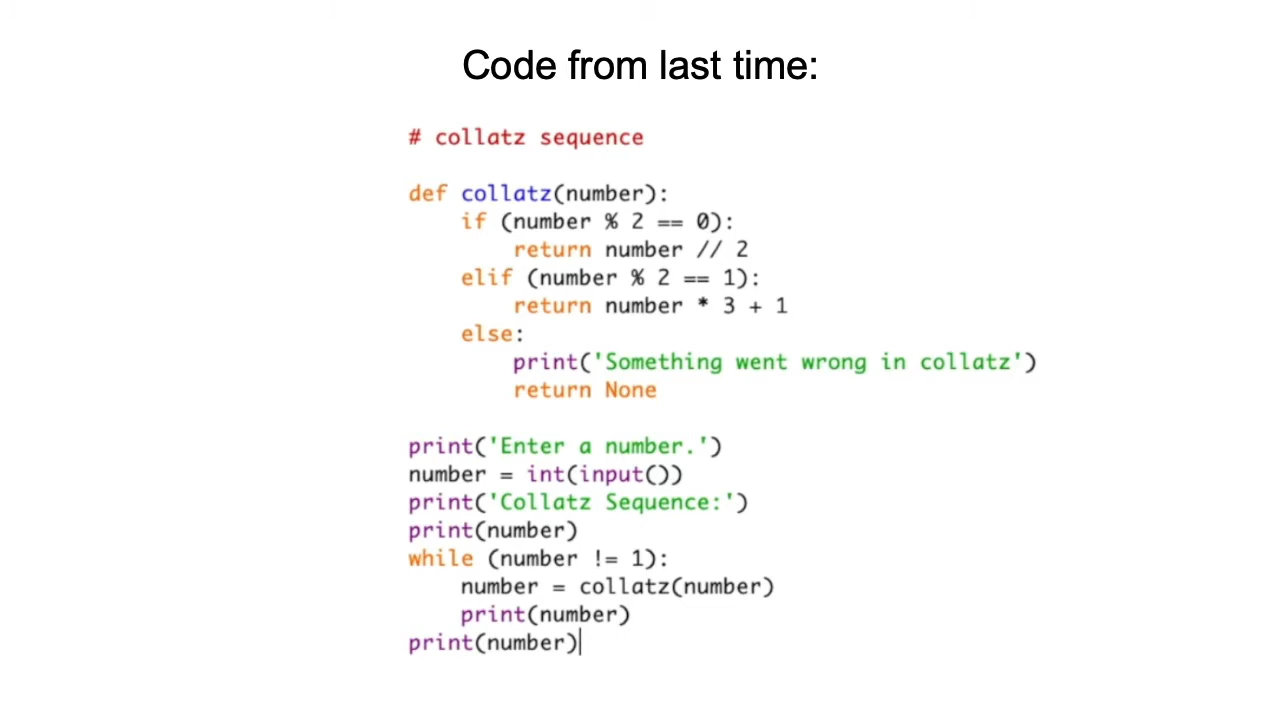 Code from last time:
# collatz sequence
def collatz(number):
    if (number % 2 == 0):
        return number // 2
    elif (number % 2 == 1):
        return number * 3 + 1
    else:
        print('Something went wrong in collatz')
        return None
print('Enter a number.')
number = int(input())
print('Collatz Sequence:')
print(number)
while (number != 1):
    number = collatz(number)
    print(number)
print(number)